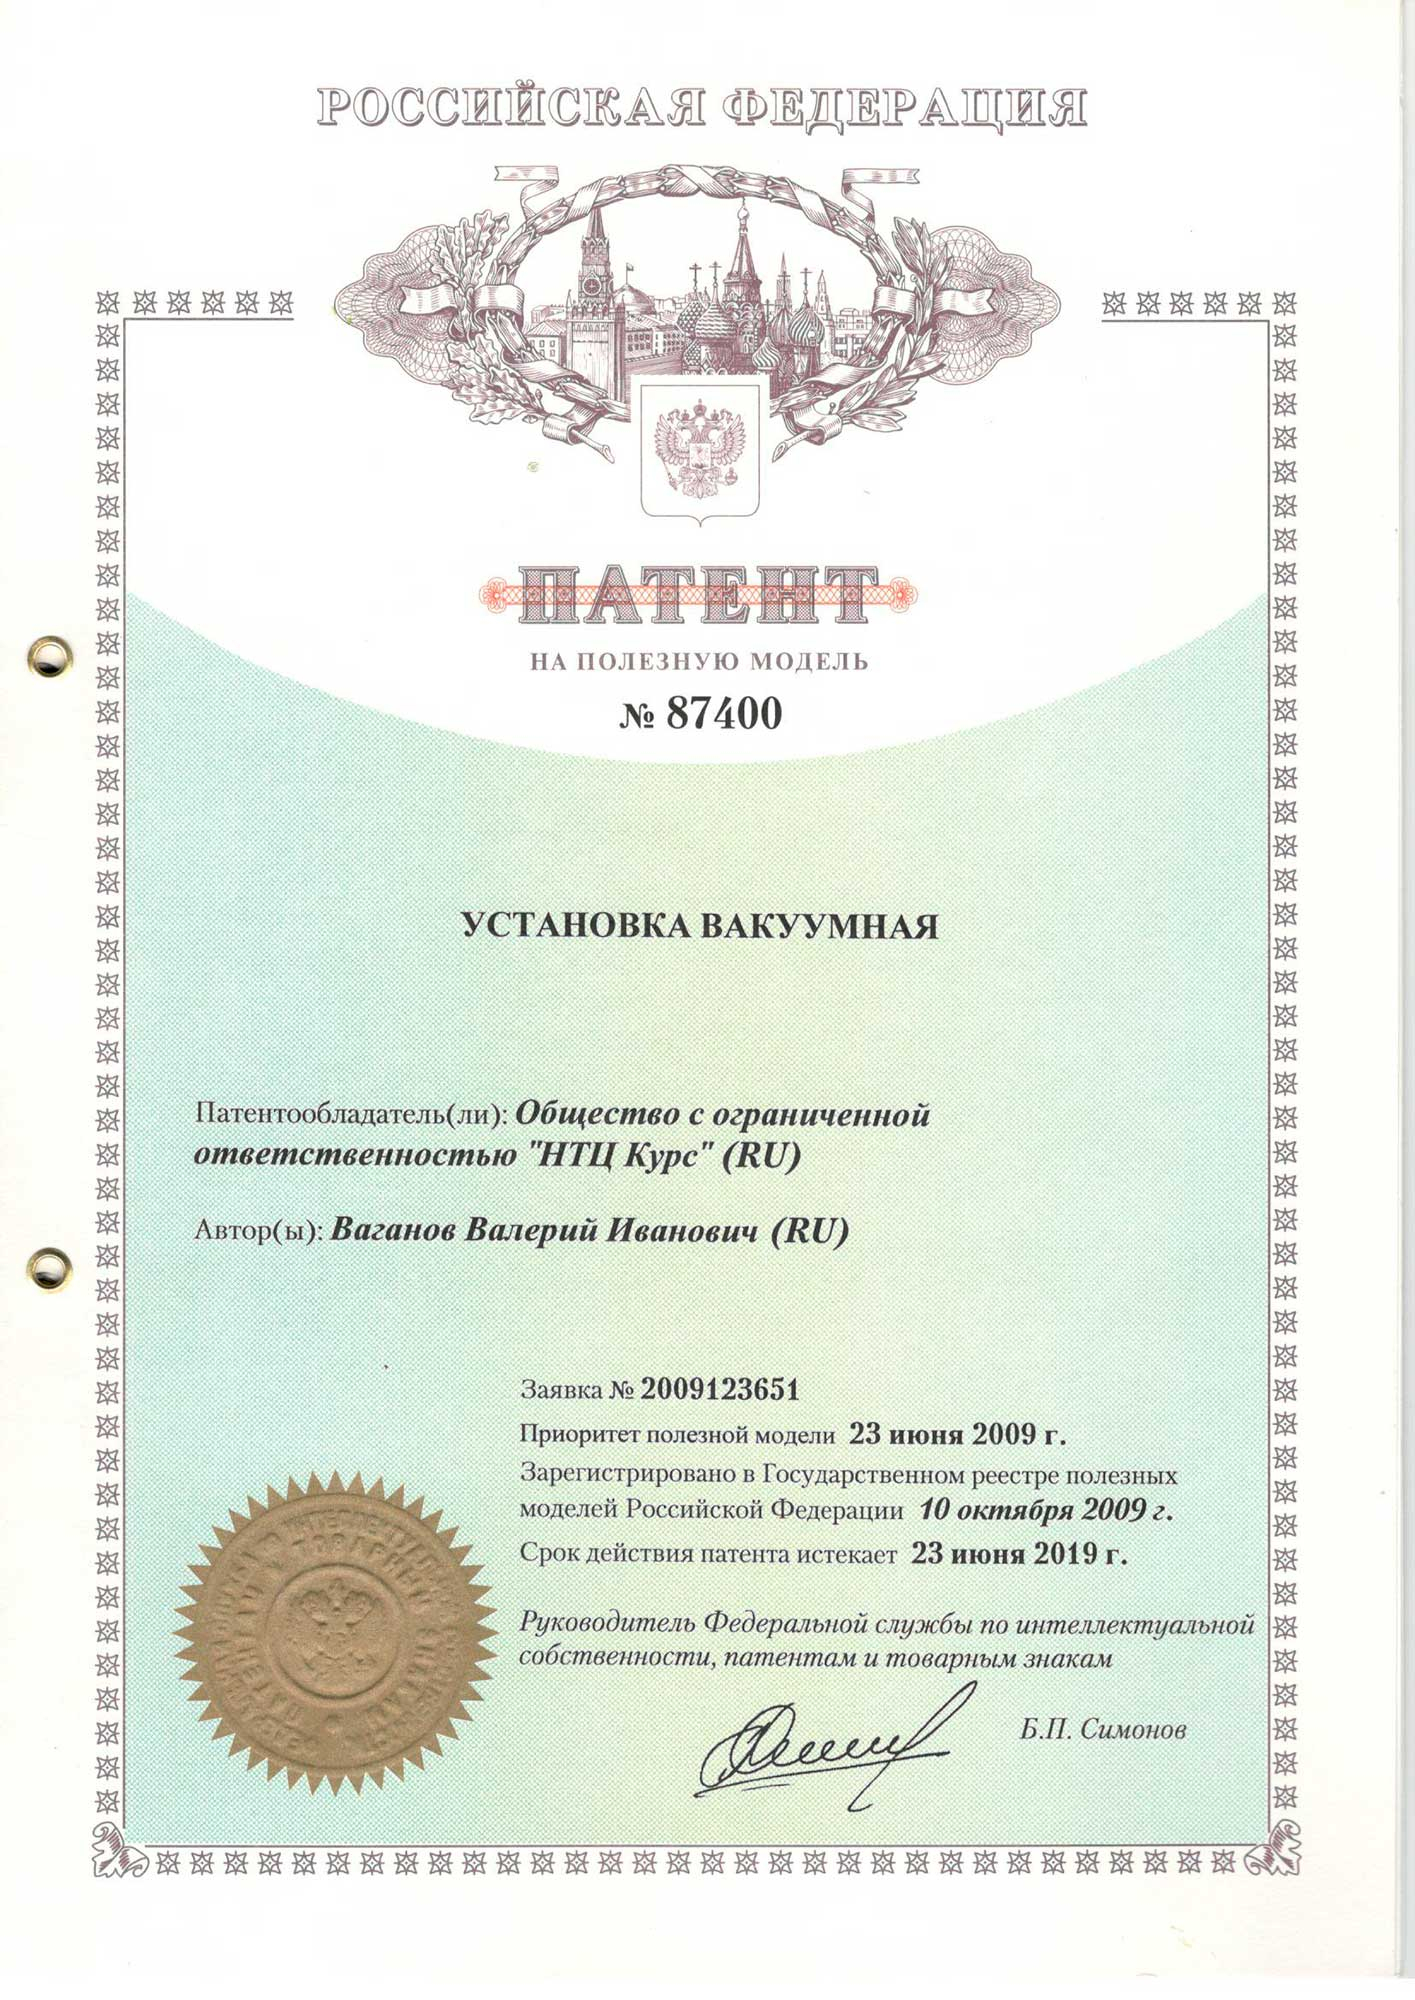 РОССИЙСКАЯ ФЕДЕРАЦИЯ
ПАТЕНТ
НА ПОЛЕЗНУЮ МОДЕЛЬ
№ 87400
УСТАНОВКА ВАКУУМНАЯ
Патентообладатель(ли): Общество с ограниченной
ответственностью "НТЦ Курс" (RU)
Автор(ы): Ваганов Валерий Иванович (RU)
Заявка № 2009123651
Приоритет полезной модели 23 июня 2009 г.
Зарегистрировано в Государственном реестре полезных
моделей Российской Федерации 10 октября 2009 г.
Срок действия патента истекает 23 июня 2019 г.
Руководитель Федеральной службы по интеллектуальной
собственности, патентам и товарным знакам
Б.П. Симонов